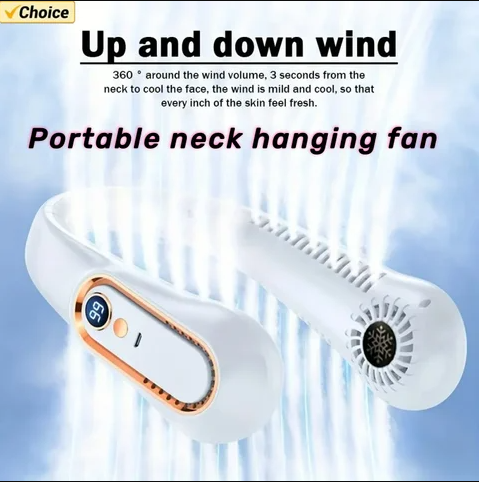 Choice
Up and down wind
360 ° around the wind volume, 3 seconds from the
neck to cool the face, the wind is mild and cool, so that
every inch of the skin feel fresh.
Portable neck hanging fan
66